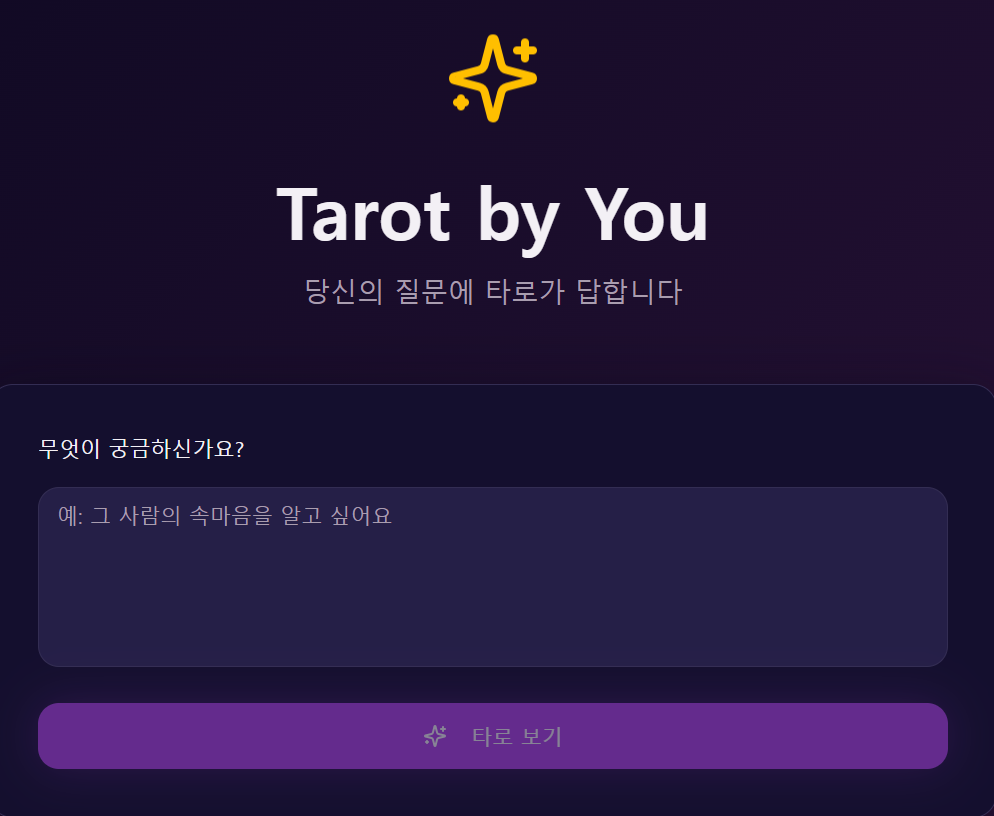 Tarot by You
당신의 질문에 타로가 답합니다
무엇이 궁금하신가요?
예: 그 사람의 속마음을 알고 싶어요
타로 보기